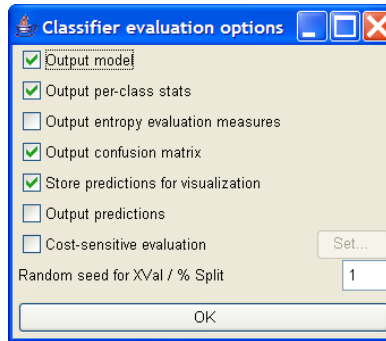 Classifier evaluation options
Output model
Output per-class stats
Output entropy evaluation measures
Output confusion matrix
Store predictions for visualization
Output predictions
Cost-sensitive evaluation Set...
Random seed for XVal / % Split 1
OK